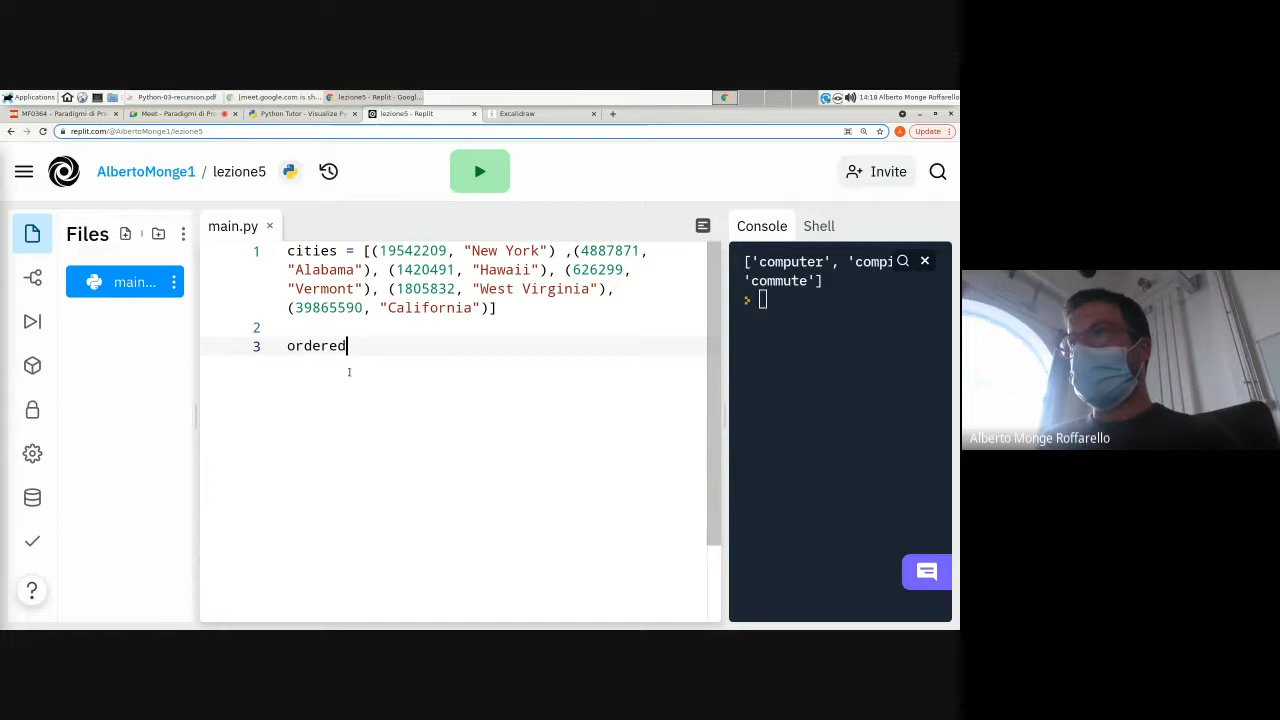 Applications Python-03-recursion.pdf [meet.google.com is sh... lezione5 - Replit - Googl... 14:18 Alberto Monge Roffarello
MF0364 - Paradigmi di Pro Meet - Paradigmi di Pro Python Tutor - Visualize Py lezione5 - Replit Excalidraw
replit.com/@AlbertoMonge1/lezione5 Update
AlbertoMonge1 / lezione5 Invite
Files main.py Console Shell
1 cities = [(19542209, "New York") ,(4887871,
"Alabama"), (1420491, "Hawaii"), (626299,
"Vermont"), (1805832, "West Virginia"),
(39865590, "California")]
2
3 ordered
main...
['computer', 'compi
'commute']
Alberto Monge Roffarello